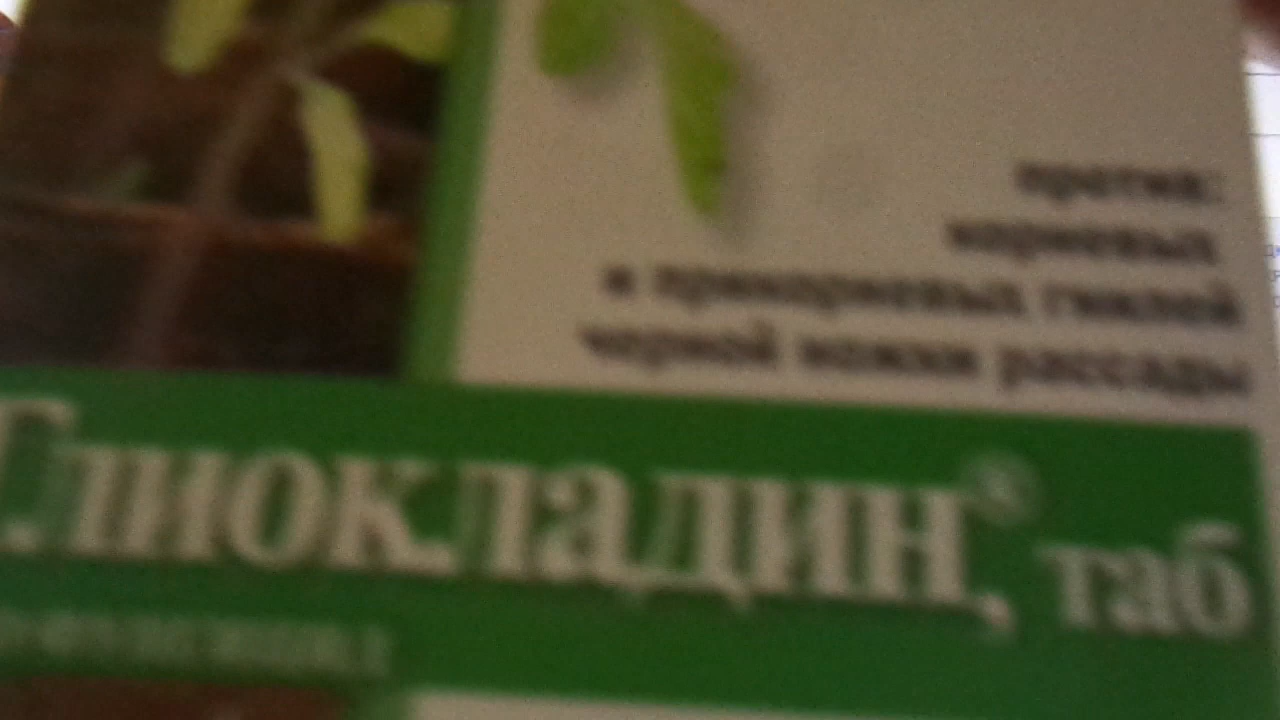 против:
корневых
и прикорневых гнилей
черной ножки рассады
Глиокладин®, таб